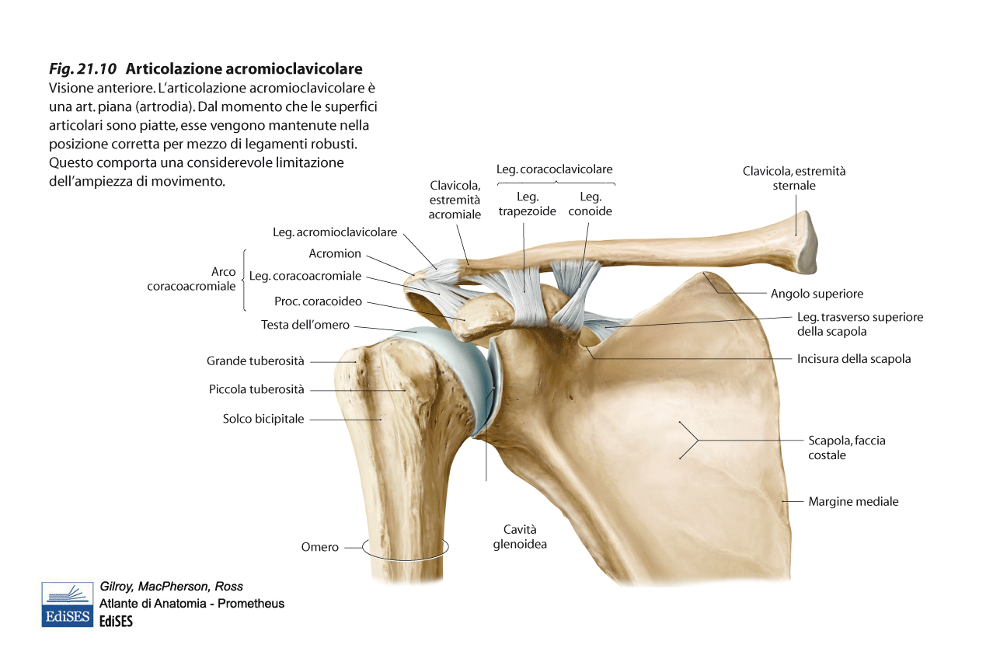 Fig. 21.10 Articolazione acromioclavicolare
Visione anteriore. L'articolazione acromioclavicolare è
una art. piana (artrodia). Dal momento che le superfici
articolari sono piatte, esse vengono mantenute nella
posizione corretta per mezzo di legamenti robusti.
Questo comporta una considerevole limitazione
dell'ampiezza di movimento.
Leg. coracoclavicolare
Clavicola,
estremità
acromiale
Leg.
trapezoide
Leg.
conoide
Clavicola, estremità
sternale
Leg. acromioclavicolare
Acromion
Arco
coracoacromiale
Leg. coracoacromiale
Proc. coracoideo
Testa dell'omero
Grande tuberosità
Piccola tuberosità
Solco bicipitale
Omero
Angolo superiore
Leg. trasverso superiore
della scapola
Incisura della scapola
Scapola, faccia
costale
Margine mediale
Cavità
glenoidea
EdiSES
Gilroy, MacPherson, Ross
Atlante di Anatomia - Prometheus
EdiSES